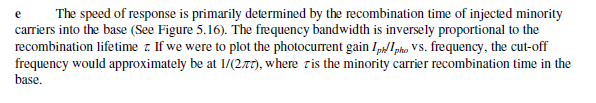 e The speed of response is primarily determined by the recombination time of injected minority
carriers into the base (See Figure 5.16). The frequency bandwidth is inversely proportional to the
recombination lifetime τ. If we were to plot the photocurrent gain Iph/Ipho vs. frequency, the cut-off
frequency would approximately be at 1/(2πτ), where τ is the minority carrier recombination time in the
base.